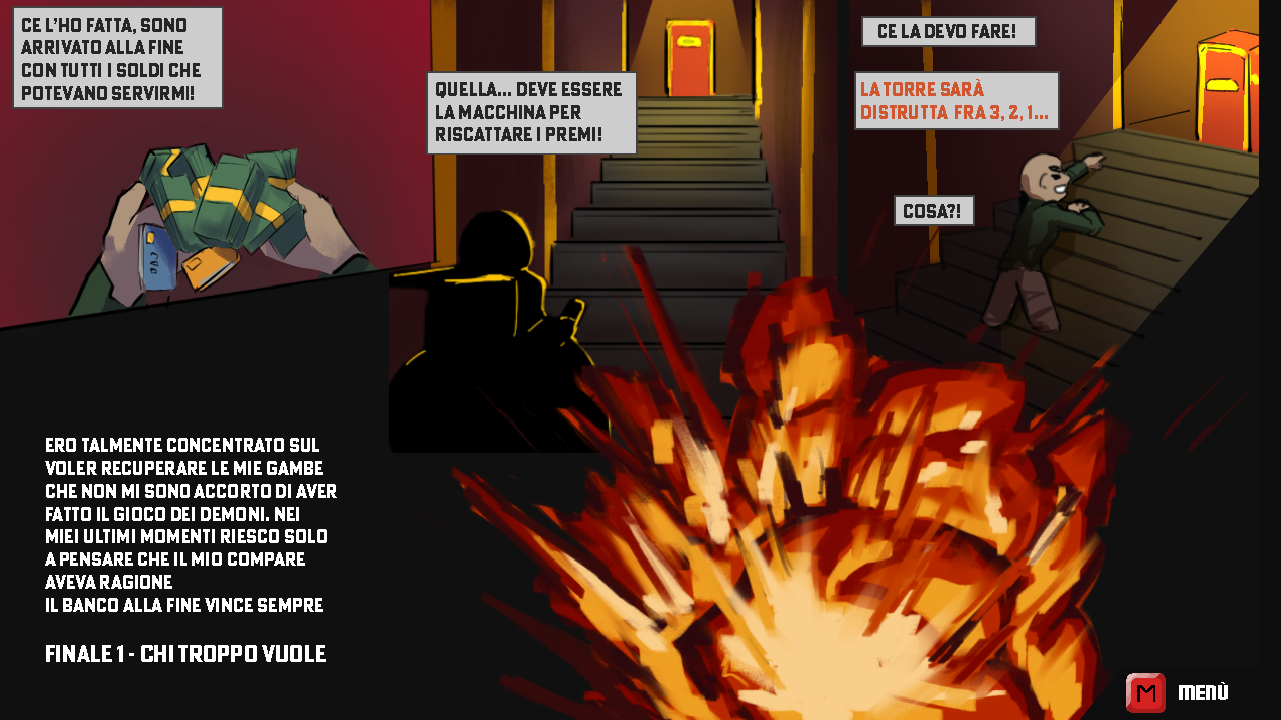 CE L'HO FATTA, SONO
ARRIVATO ALLA FINE
CON TUTTI I SOLDI CHE
POTEVANO SERVIRMI!
QUELLA... DEVE ESSERE
LA MACCHINA PER
RISCATTARE I PREMI!
CE LA DEVO FARE!
LA TORRE SARÀ
DISTRUTTA FRA 3, 2, 1...
COSA?!
ERO TALMENTE CONCENTRATO SUL
VOLER RECUPERARE LE MIE GAMBE
CHE NON MI SONO ACCORTO DI AVER
FATTO IL GIOCO DEI DEMONI. NEI
MIEI ULTIMI MOMENTI RIESCO SOLO
A PENSARE CHE IL MIO COMPARE
AVEVA RAGIONE
IL BANCO ALLA FINE VINCE SEMPRE
FINALE 1 - CHI TROPPO VUOLE
M MENÙ